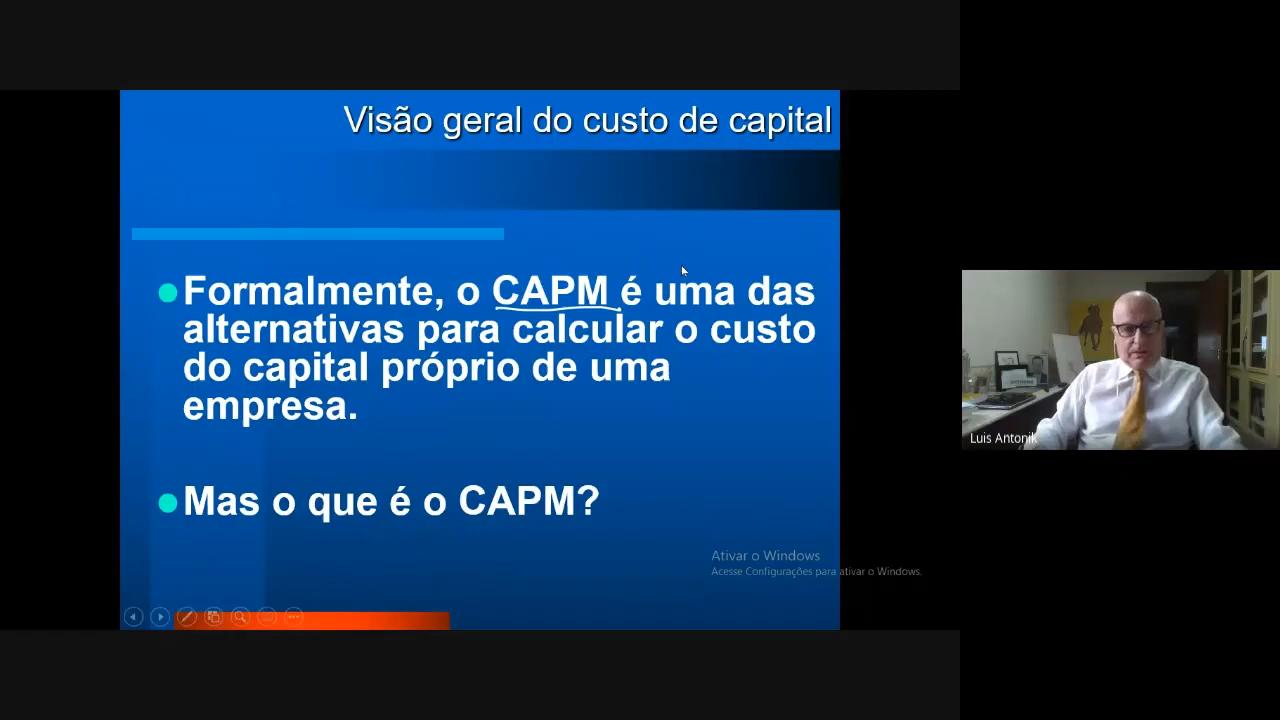 Visão geral do custo de capital
Formalmente, o CAPM é uma das
alternativas para calcular o custo
do capital próprio de uma
empresa.
Mas o que é o CAPM?
Ativar o Windows
Acesse Configurações para ativar o Windows.
Luis Antonik